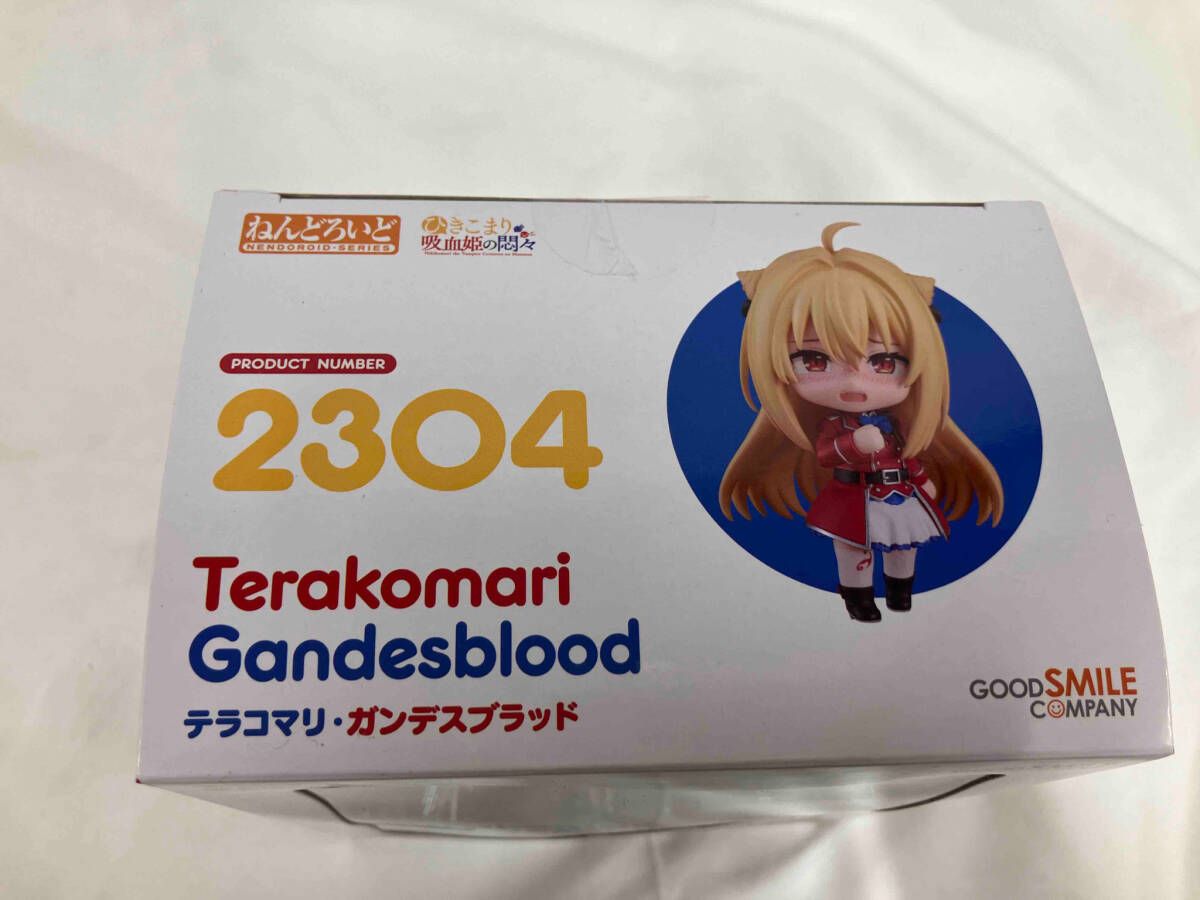 ねんどろいど
NENDOROID-SERIES
ひきこまり
吸血姫の悶々
PRODUCT NUMBER
2304
Terakomari
Gandesblood
テラコマリ・ガンデスブラッド
GOOD SMILE
COMPANY